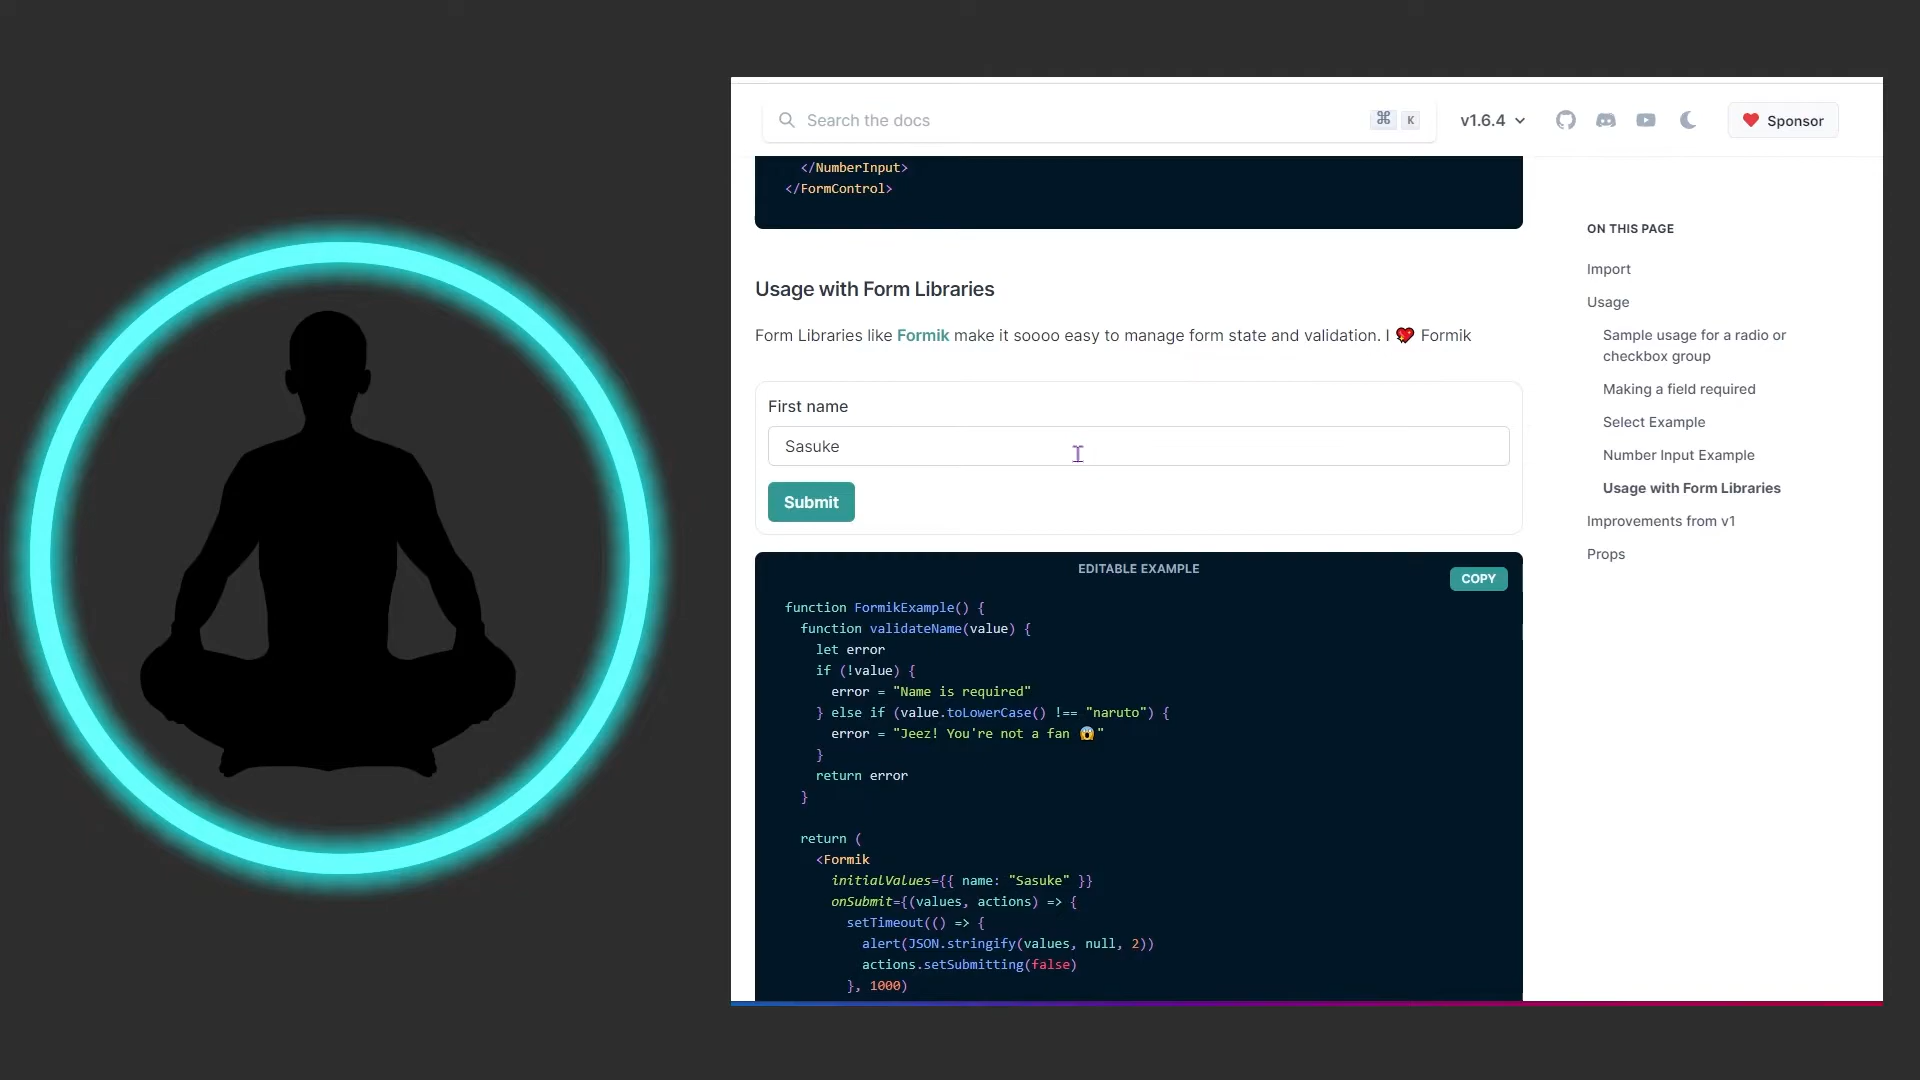 Search the docs
⌘ K
v1.6.4
Sponsor
</NumberInput>
</FormControl>
Usage with Form Libraries
Form Libraries like Formik make it soooo easy to manage form state and validation. I 💖 Formik
First name
Sasuke
Submit
EDITABLE EXAMPLE
COPY
function FormikExample() {
function validateName(value) {
let error
if (!value) {
error = "Name is required"
} else if (value.toLowerCase() !== "naruto") {
error = "Jeez! You're not a fan 😱"
}
return error
}
return (
<Formik
initialValues={{ name: "Sasuke" }}
onSubmit={(values, actions) => {
setTimeout(() => {
alert(JSON.stringify(values, null, 2))
actions.setSubmitting(false)
}, 1000)
ON THIS PAGE
Import
Usage
Sample usage for a radio or
checkbox group
Making a field required
Select Example
Number Input Example
Usage with Form Libraries
Improvements from v1
Props